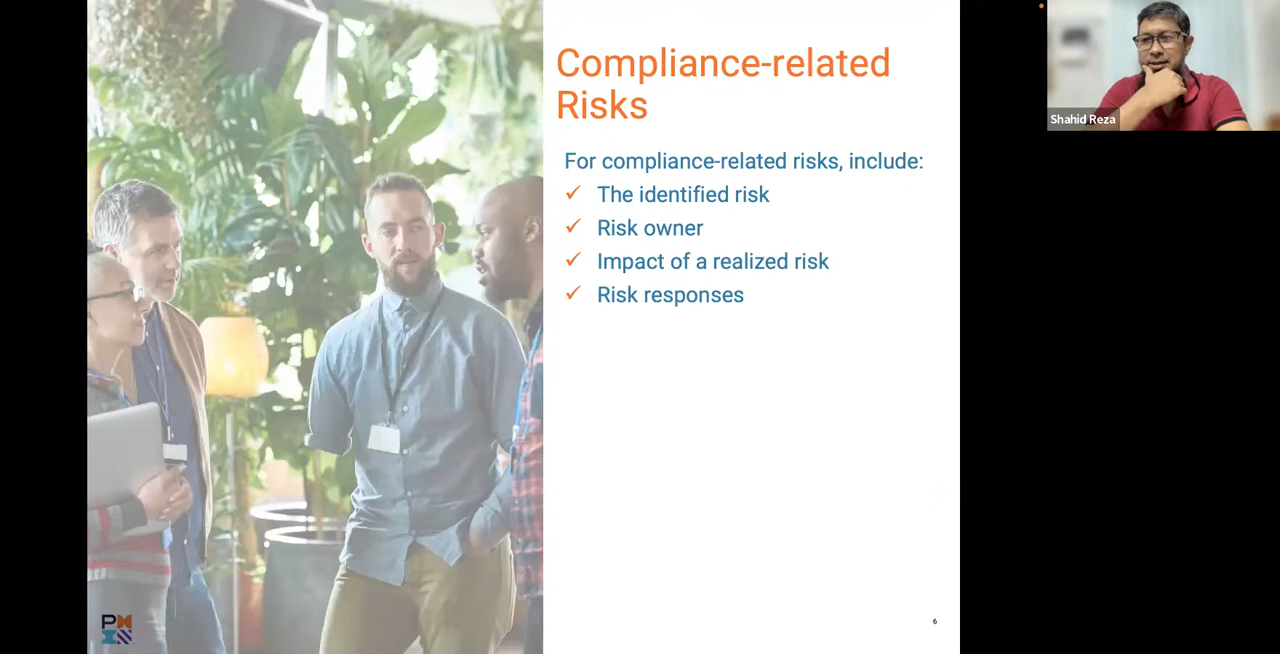 Compliance-related
Risks
For compliance-related risks, include:
✓ The identified risk
✓ Risk owner
✓ Impact of a realized risk
✓ Risk responses
Shahid Reza
6